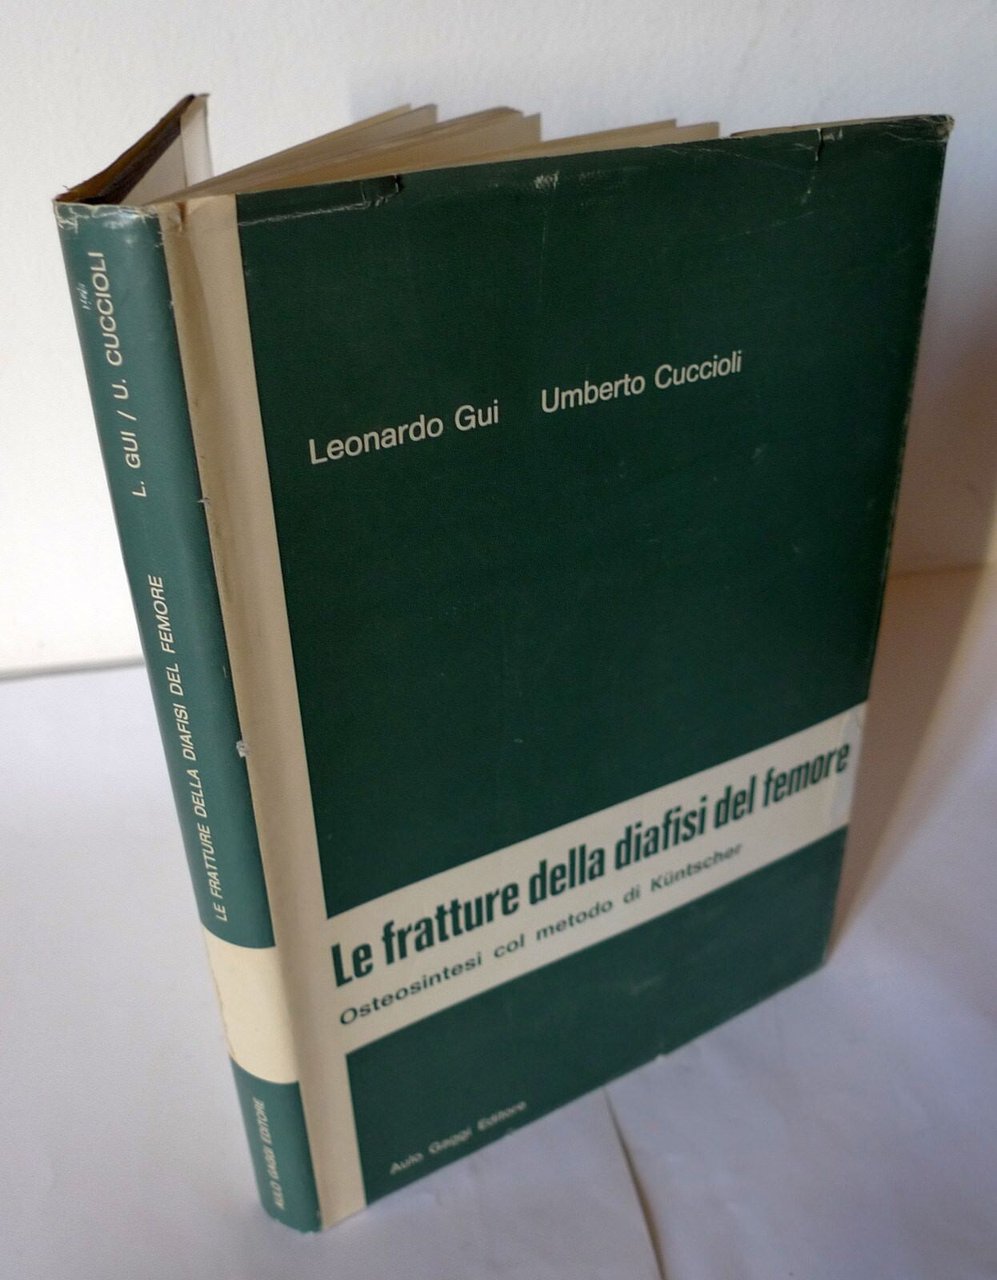 L. GUI / U. CUCCIOLI
LE FRATTURE DELLA DIAFISI DEL FEMORE
AULO GAGGI EDITORE
Leonardo Gui Umberto Cuccioli
Le fratture della diafisi del femore
Osteosintesi col metodo di Küntscher
Aulo Gaggi Editore